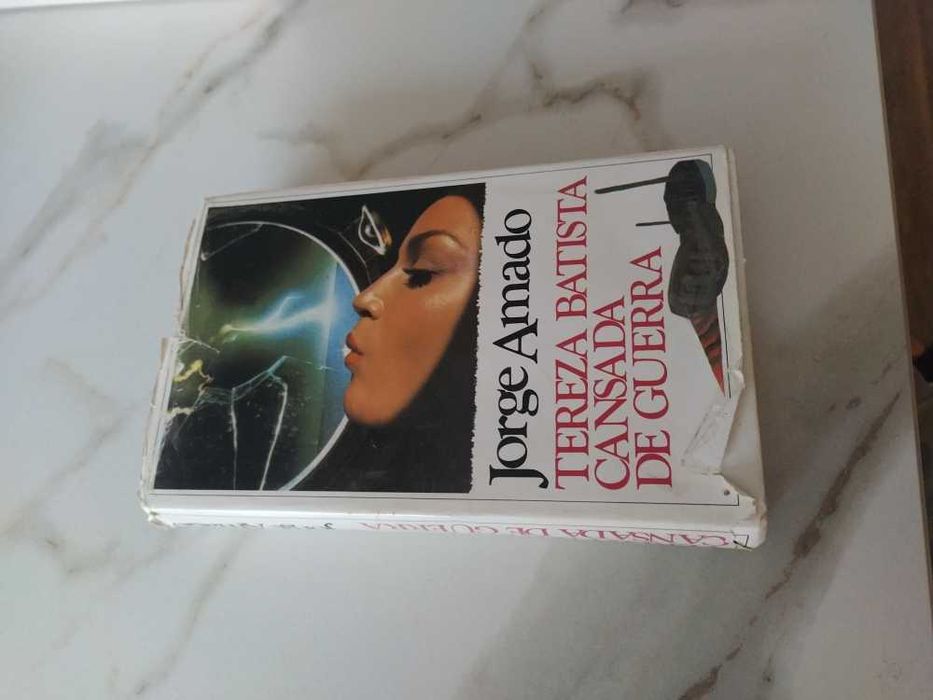 Jorge Amado
TEREZA BATISTA
CANSADA
DE GUERRA
CANSADA DE GUERRA